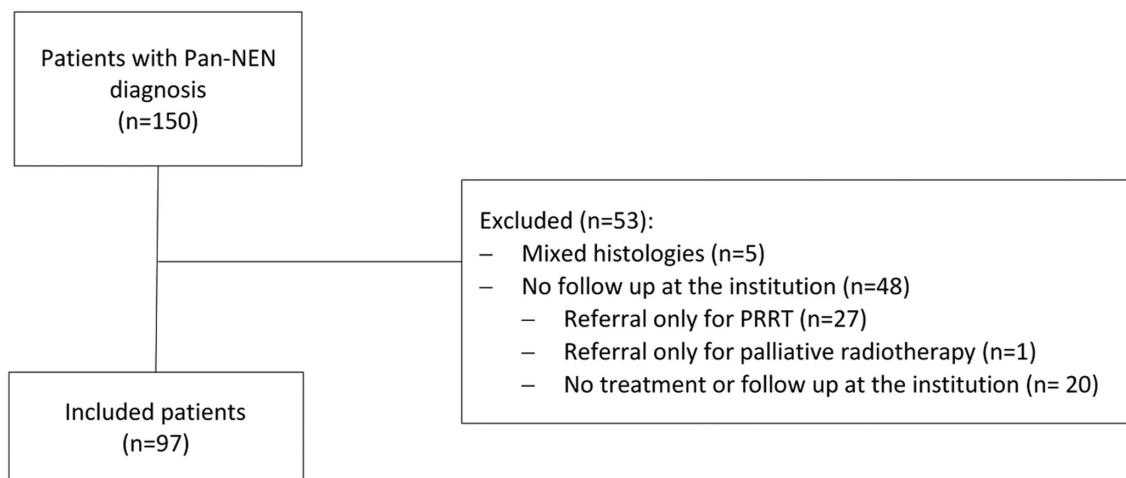 Patients with Pan-NEN
diagnosis
(n=150)
Excluded (n=53):
– Mixed histologies (n=5)
– No follow up at the institution (n=48)
– Referral only for PRRT (n=27)
– Referral only for palliative radiotherapy (n=1)
– No treatment or follow up at the institution (n= 20)
Included patients
(n=97)